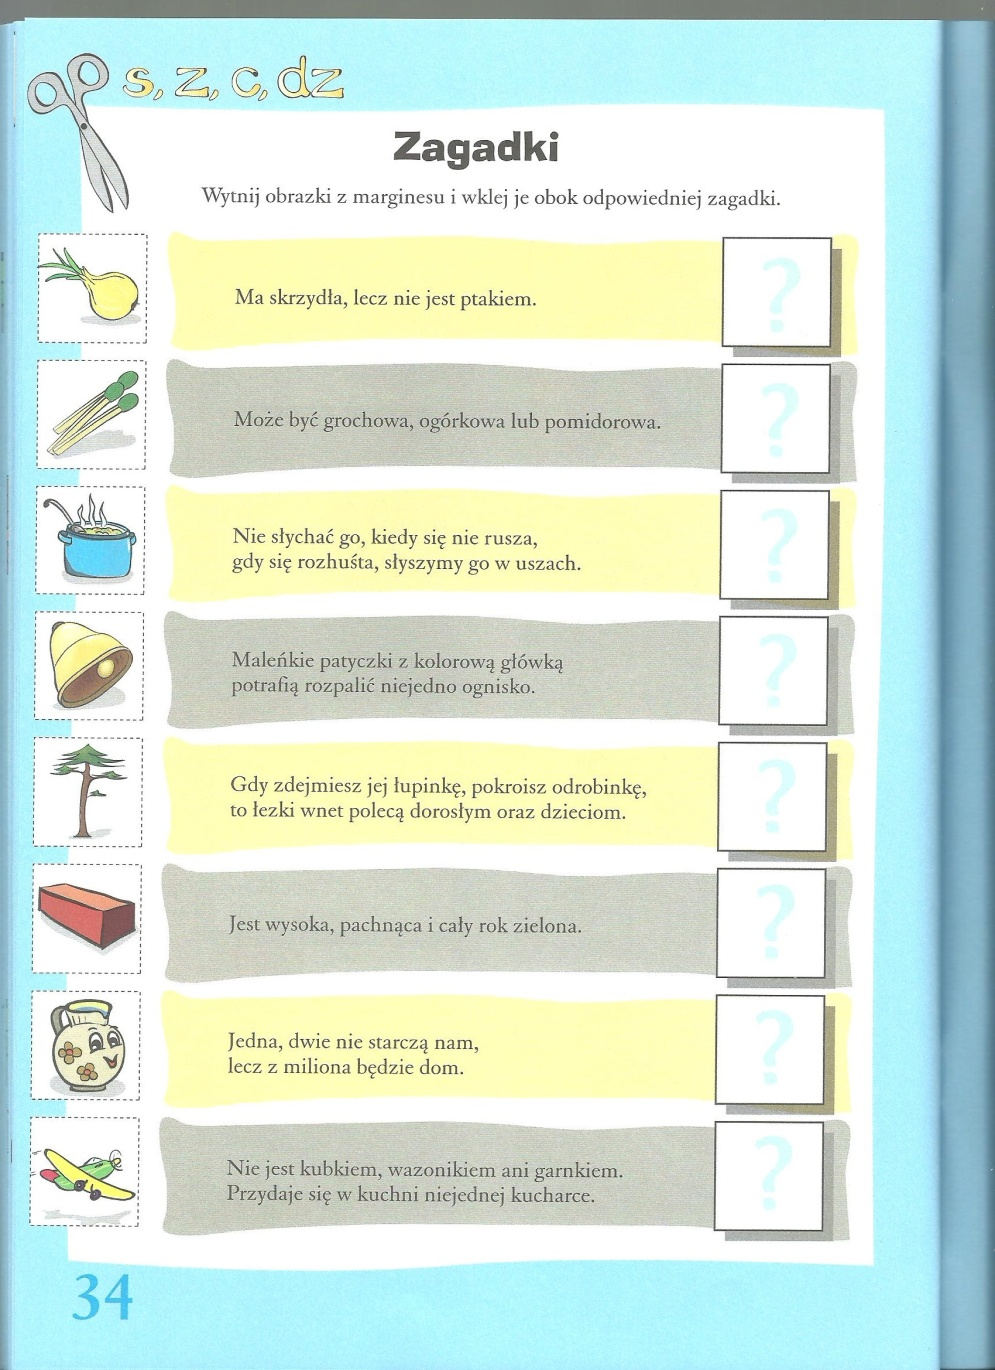 s, z, c, dz
Zagadki
Wytnij obrazki z marginesu i wklej je obok odpowiedniej zagadki.
Ma skrzydła, lecz nie jest ptakiem.
?
Może być grochowa, ogórkowa lub pomidorowa.
?
Nie słychać go, kiedy się nie rusza,
gdy się rozhuśta, słyszymy go w uszach.
?
Maleńkie patyczki z kolorową główką
potrafią rozpalić niejedno ognisko.
?
Gdy zdejmiesz jej łupinkę, pokroisz odrobinkę,
to łezki wnet polecą dorosłym oraz dzieciom.
?
Jest wysoka, pachnąca i cały rok zielona.
?
Jedna, dwie nie starczą nam,
lecz z miliona będzie dom.
?
Nie jest kubkiem, wazonikiem ani garnkiem.
Przydaje się w kuchni niejednej kucharce.
?
34